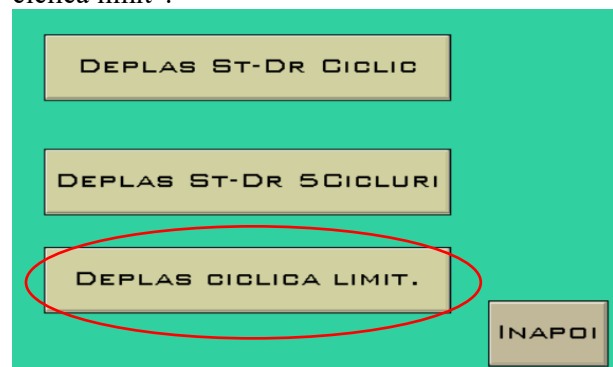 DEPLAS ST-DR CICLIC
DEPLAS ST-DR 5CICLURI
DEPLAS CICLICA LIMIT.
INAPOI